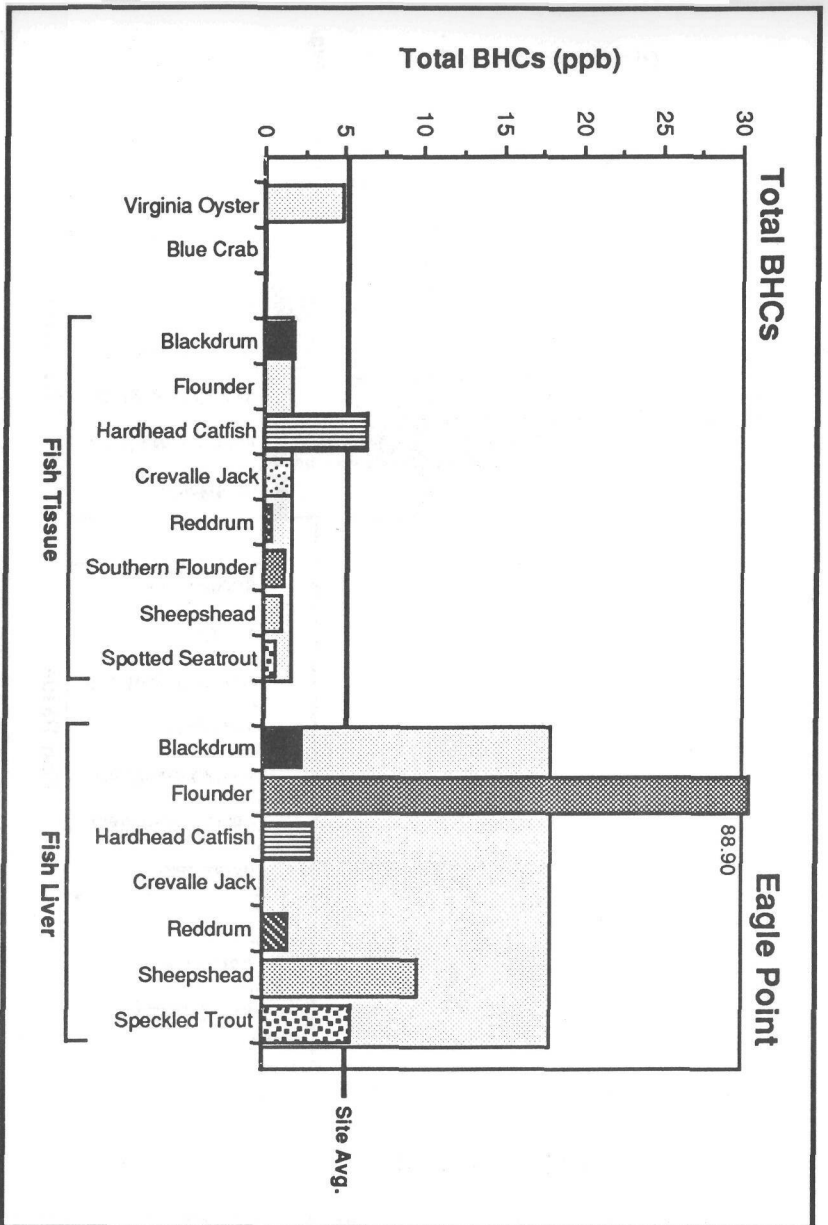 Total BHCs
Eagle Point
Total BHCs (ppb)
30
25
20
15
10
5
0
88.90
Site Avg.
Virginia Oyster
Blue Crab
Blackdrum
Flounder
Hardhead Catfish
Crevalle Jack
Reddrum
Southern Flounder
Sheepshead
Spotted Seatrout
Blackdrum
Flounder
Hardhead Catfish
Crevalle Jack
Reddrum
Sheepshead
Speckled Trout
Fish Tissue
Fish Liver